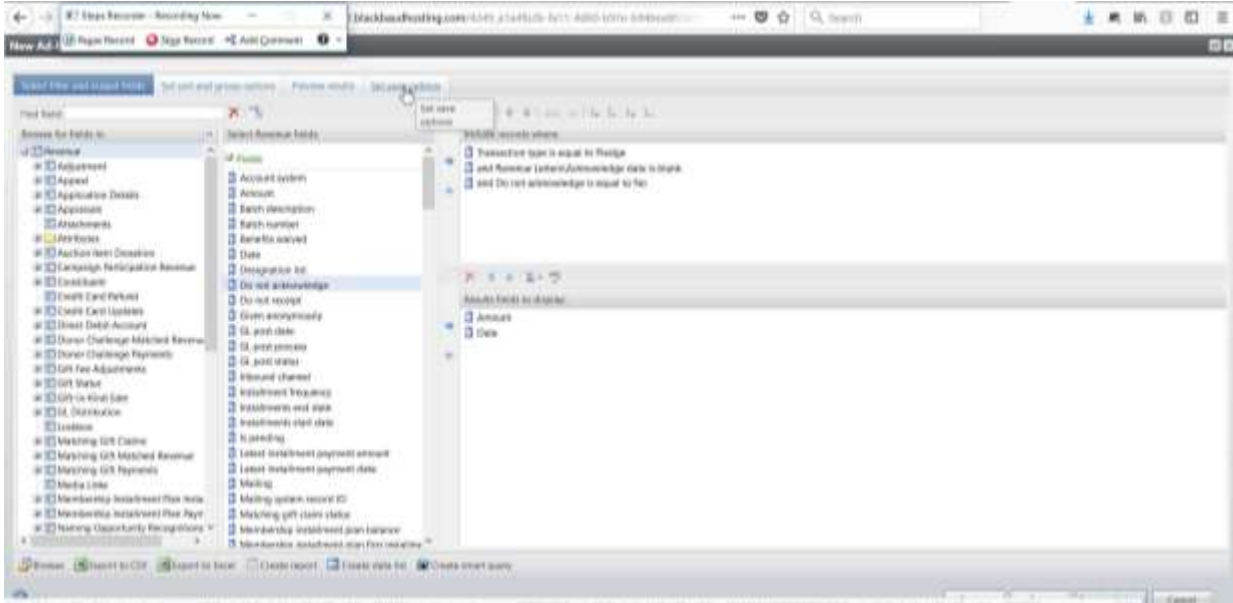 Steps Recorder - Recording Now
.blackbaudhosting.com
Search
Pause Record Stop Record Add Comment
New Ad-
Select filter and output fields Set sort and group options Preview results Set save options
Find field:
Set save
options
Browse for fields in:
Select Revenue fields
Include records where:
Revenue
Adjustment
Appeal
Application Details
Appraisals
Attachments
Attributes
Auction Item Donation
Campaign Participation Revenue
Constituent
Credit Card Refund
Credit Card Updates
Direct Debit Account
Donor Challenge Matched Revenue
Donor Challenge Payments
Gift Fee Adjustments
Gift Status
Gift-in-Kind Sale
GL Distribution
Matching Gift Claims
Matching Gift Matched Revenue
Matching Gift Payments
Media Links
Membership Installment Plan
Membership Installment Plan
Naming Opportunity Recognitions
Fields
Account system
Amount
Batch description
Batch number
Benefits waived
Date
Designation list
Do not acknowledge
Do not receipt
Given anonymously
GL post date
GL post process
GL post status
Inbound channel
Installment frequency
Installments end date
Installments start date
Is pending
Latest installment payment amount
Latest installment payment date
Mailing
Mailing system record ID
Matching gift claim status
Membership installment plan balance
Membership installment plan first
Transaction type is equal to Pledge
and Revenue Letters\Acknowledge date is blank
and Do not acknowledge is equal to No
Results fields to display:
Amount
Date
Browse Export to CSV Export to Excel Create report Create data list Create smart query
Cancel